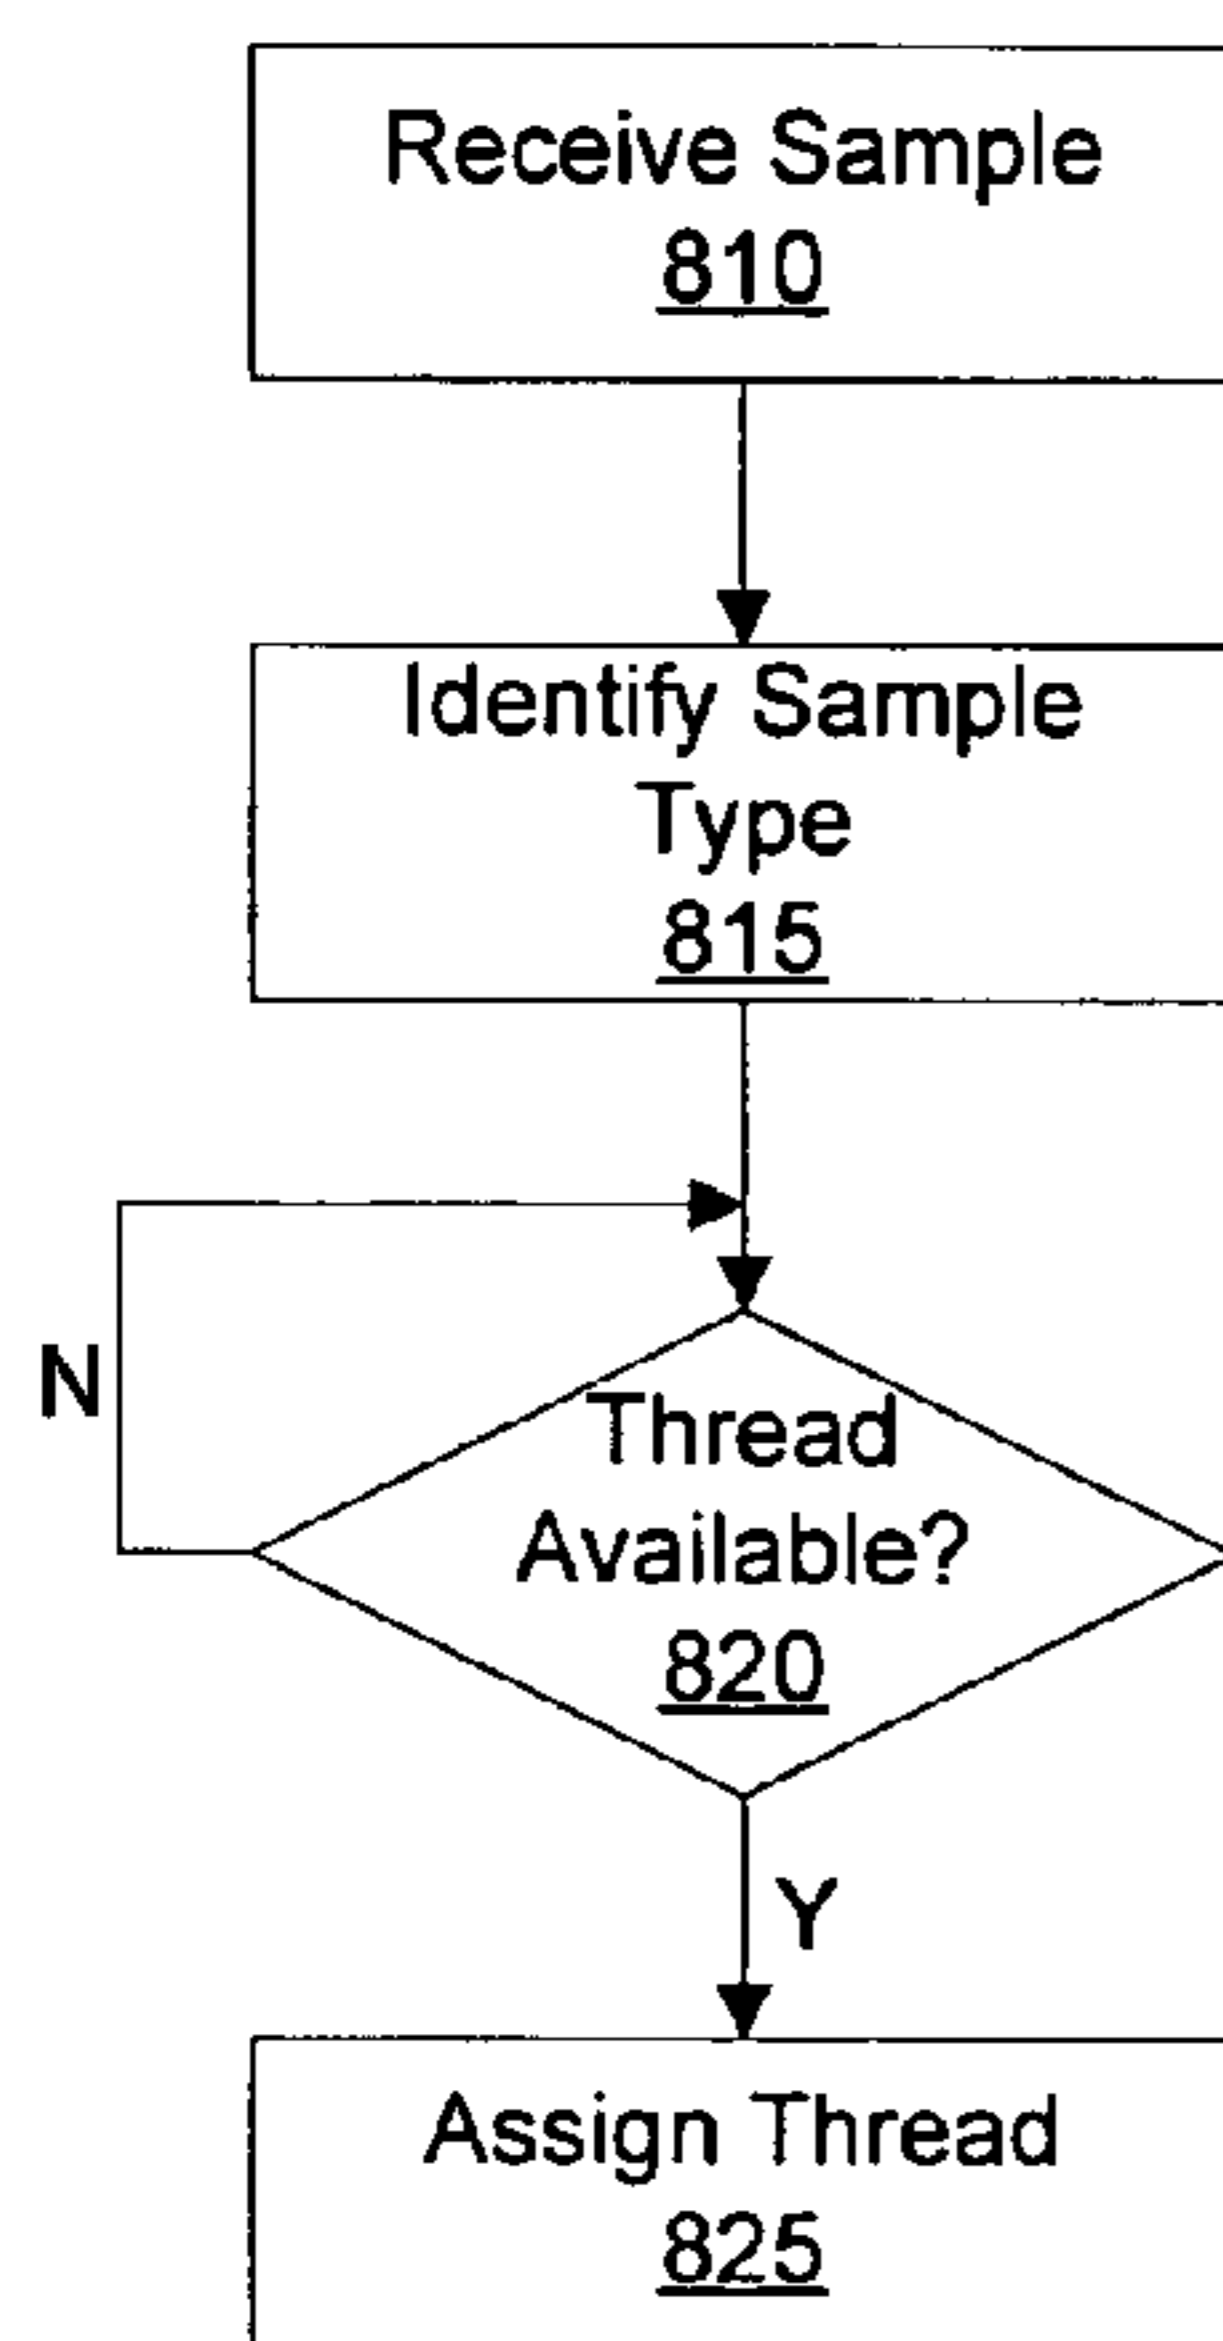 Receive Sample
810
Identify Sample
Type
815
N
Thread
Available?
820
Y
Assign Thread
825